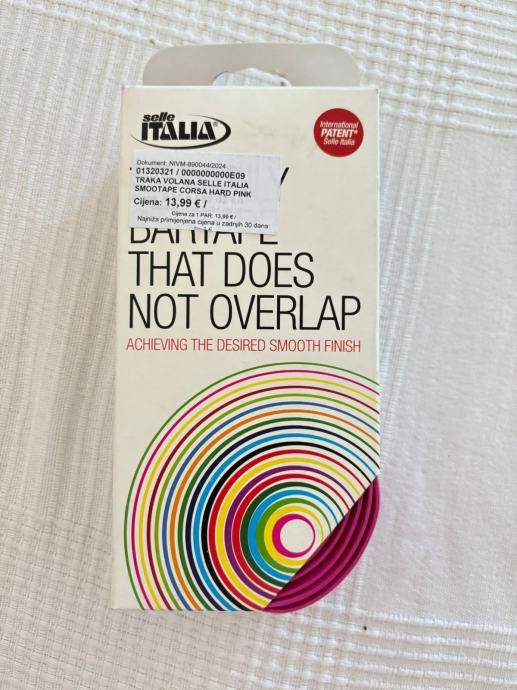 selle
ITALIA®
International
PATENT*
Selle Italia
Dokument: NIVM-890044/2024
01320321 / 0000000000E09
TRAKA VOLANA SELLE ITALIA
SMOOTAPE CORSA HARD PINK
Cijena: 13,99 € /
Cijena za 1 PAR: 13,99 € /
Najniža primijenjena cijena u zadnjih 30 dana:
BARTAPE
THAT DOES
NOT OVERLAP
ACHIEVING THE DESIRED SMOOTH FINISH